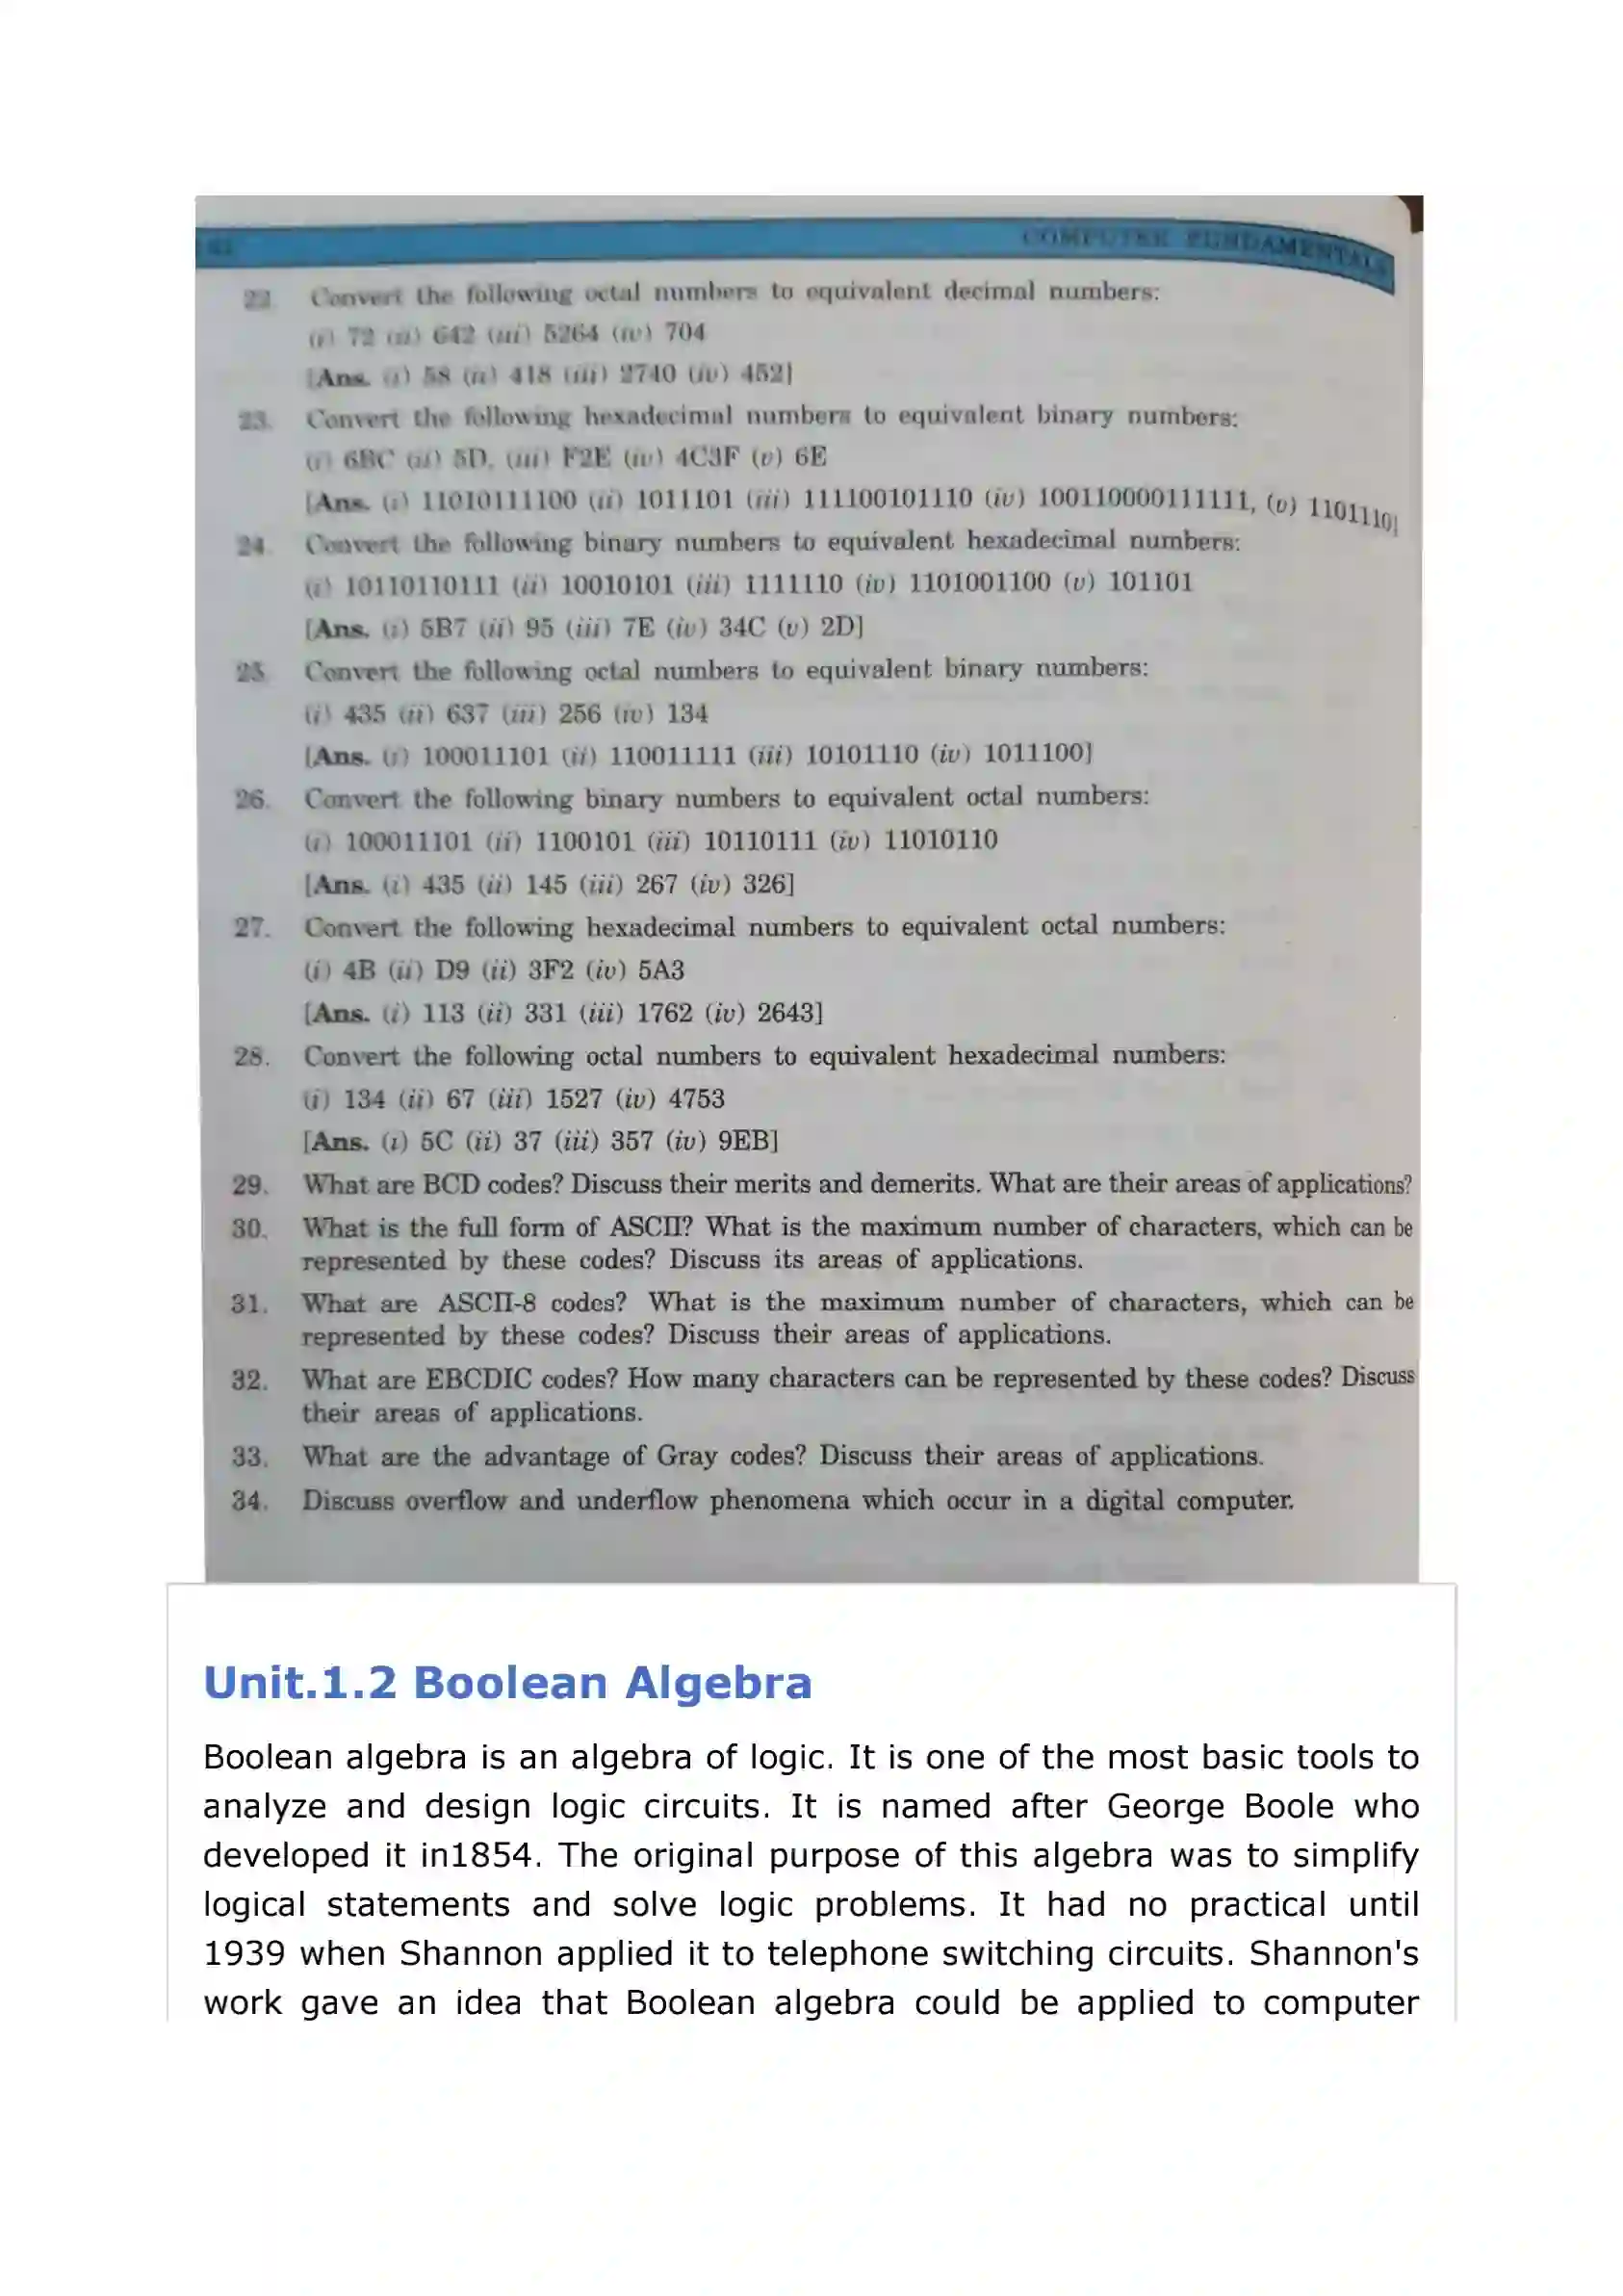 COMPUTER FUNDAMENTALS
22. Convert the following octal numbers to equivalent decimal numbers:
(i) 72 (ii) 642 (iii) 5264 (iv) 704
[Ans. (i) 58 (ii) 418 (iii) 2740 (iv) 452]
23. Convert the following hexadecimal numbers to equivalent binary numbers:
(i) 6BC (ii) 5D, (iii) F2E (iv) 4C3F (v) 6E
[Ans. (i) 11010111100 (ii) 1011101 (iii) 111100101110 (iv) 100110000111111, (v) 1101110]
24. Convert the following binary numbers to equivalent hexadecimal numbers:
(i) 10110110111 (ii) 10010101 (iii) 1111110 (iv) 1101001100 (v) 101101
[Ans. (i) 5B7 (ii) 95 (iii) 7E (iv) 34C (v) 2D]
25. Convert the following octal numbers to equivalent binary numbers:
(i) 435 (ii) 637 (iii) 256 (iv) 134
[Ans. (i) 100011101 (ii) 110011111 (iii) 10101110 (iv) 1011100]
26. Convert the following binary numbers to equivalent octal numbers:
(i) 100011101 (ii) 1100101 (iii) 10110111 (iv) 11010110
[Ans. (i) 435 (ii) 145 (iii) 267 (iv) 326]
27. Convert the following hexadecimal numbers to equivalent octal numbers:
(i) 4B (ii) D9 (ii) 3F2 (iv) 5A3
[Ans. (i) 113 (ii) 331 (iii) 1762 (iv) 2643]
28. Convert the following octal numbers to equivalent hexadecimal numbers:
(i) 134 (ii) 67 (iii) 1527 (iv) 4753
[Ans. (i) 5C (ii) 37 (iii) 357 (iv) 9EB]
29. What are BCD codes? Discuss their merits and demerits. What are their areas of applications?
30. What is the full form of ASCII? What is the maximum number of characters, which can be
represented by these codes? Discuss its areas of applications.
31. What are ASCII-8 codes? What is the maximum number of characters, which can be
represented by these codes? Discuss their areas of applications.
32. What are EBCDIC codes? How many characters can be represented by these codes? Discuss
their areas of applications.
33. What are the advantage of Gray codes? Discuss their areas of applications.
34. Discuss overflow and underflow phenomena which occur in a digital computer.
Unit.1.2 Boolean Algebra
Boolean algebra is an algebra of logic. It is one of the most basic tools to
analyze and design logic circuits. It is named after George Boole who
developed it in1854. The original purpose of this algebra was to simplify
logical statements and solve logic problems. It had no practical until
1939 when Shannon applied it to telephone switching circuits. Shannon's
work gave an idea that Boolean algebra could be applied to computer